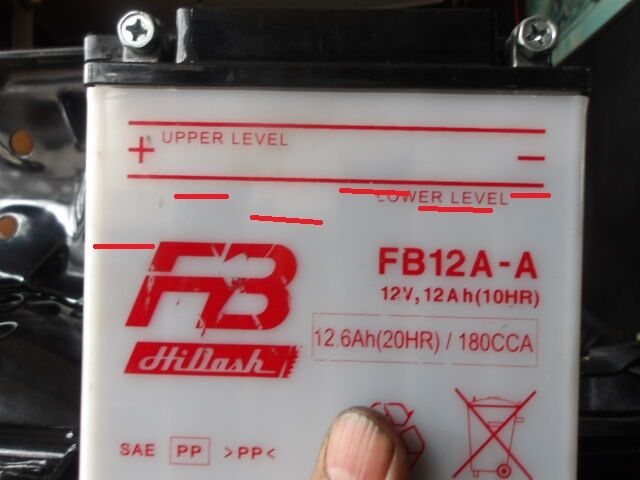 UPPER LEVEL
+ −
LOWER LEVEL
FB
FB12A-A
12V, 12Ah(10HR)
12.6Ah(20HR) / 180CCA
HiDash
SAE PP >PP<